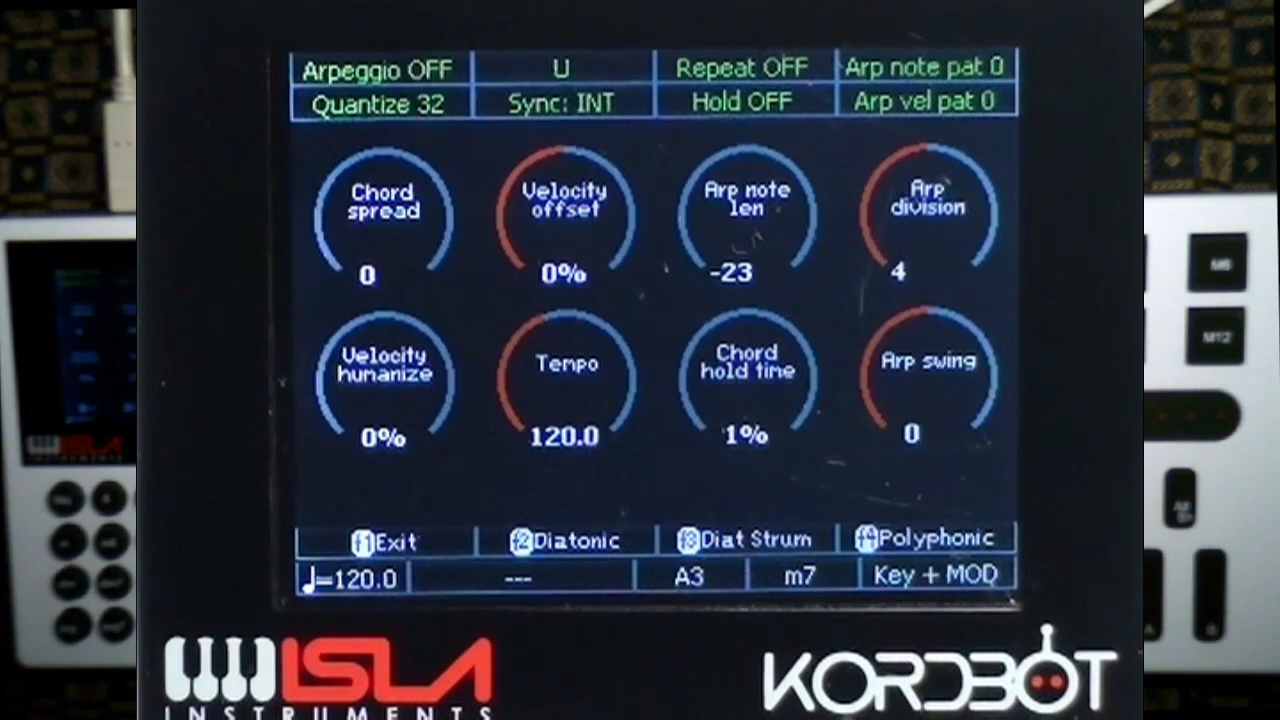 Arpeggio OFF U Repeat OFF Arp note pat 0
Quantize 32 Sync: INT Hold OFF Arp vel pat 0
Chord spread
0
Velocity offset
0%
Arp note len
-23
Arp division
4
Velocity humanize
0%
Tempo
120.0
Chord hold time
1%
Arp swing
0
f1 Exit f2 Diatonic f3 Diat Strum f4 Polyphonic
♩=120.0 --- A3 m7 Key + MOD
ISLA
INSTRUMENTS
KORDBOT
M6
M12
ISLA